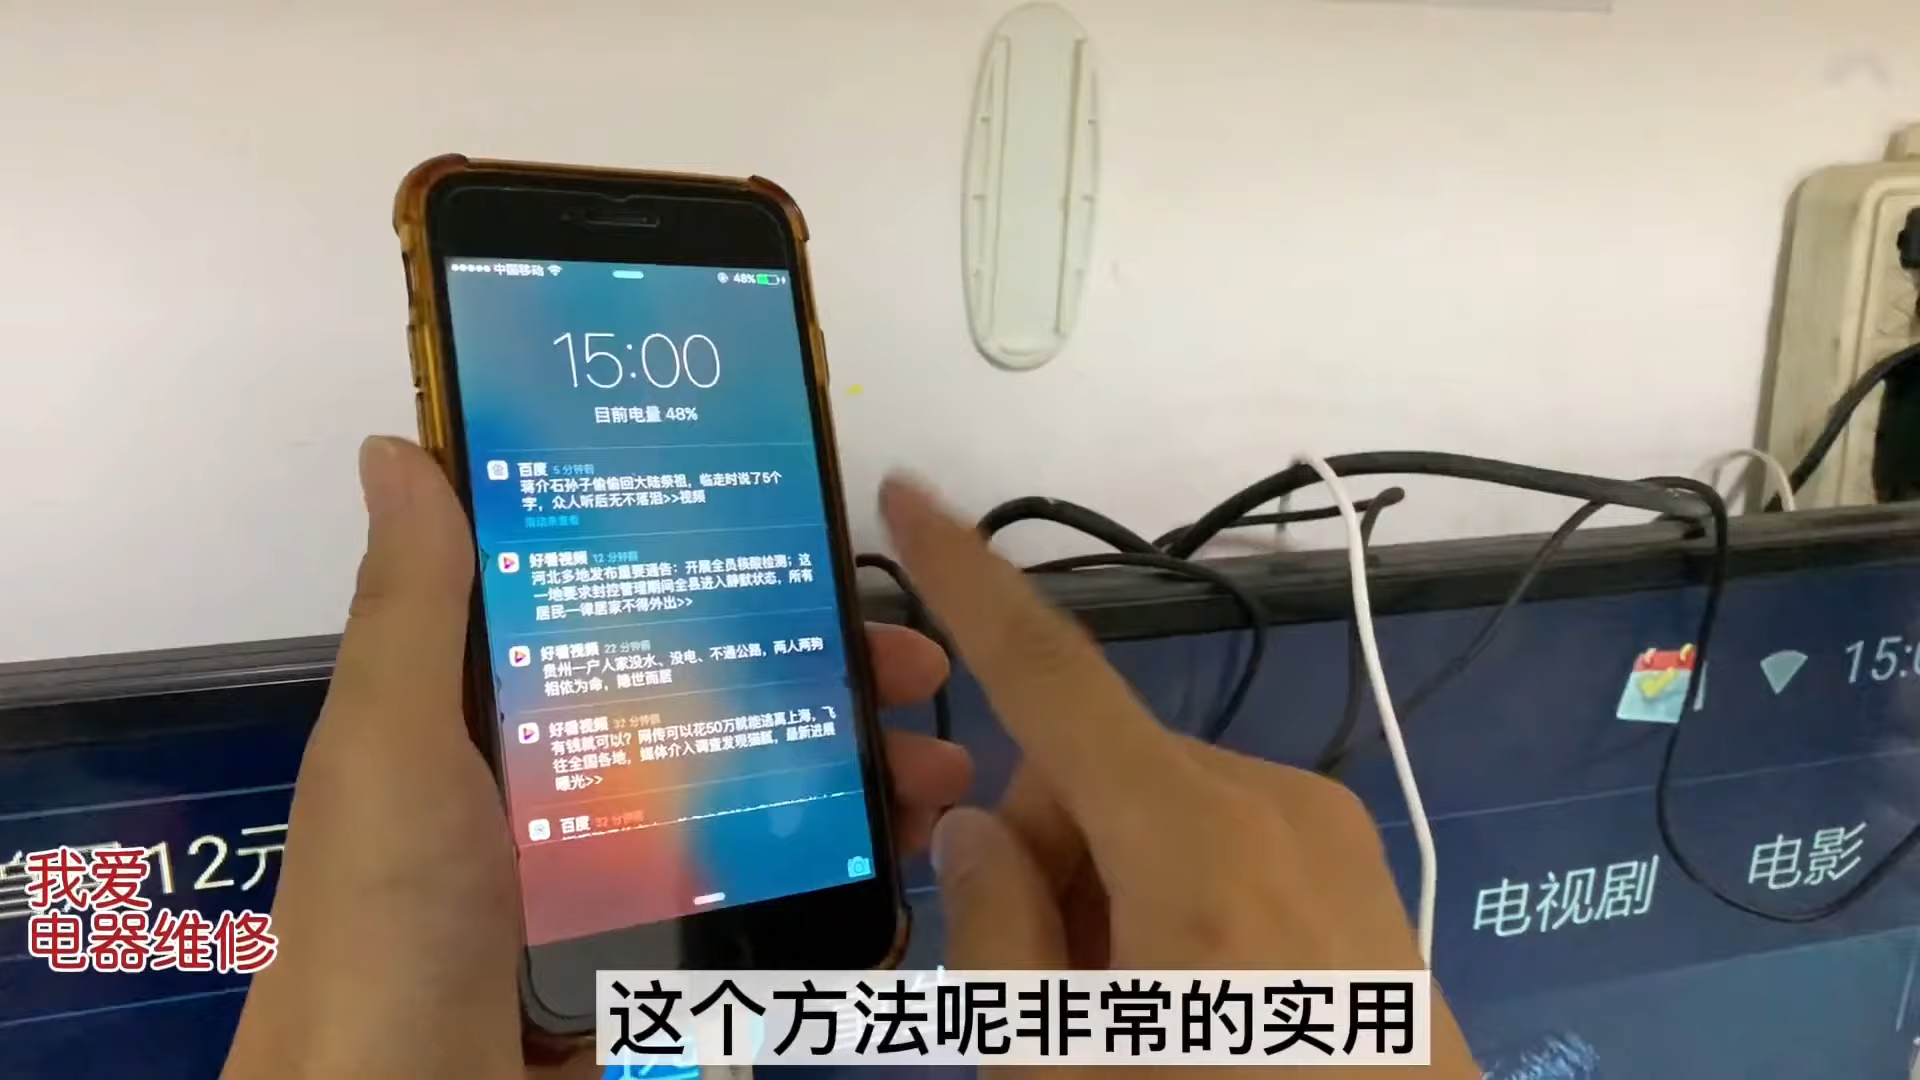 中国移动
48%
15:00
目前电量 48%
百度 5 分钟前
蒋介石孙子偷偷回大陆祭祖，临走时说了5个
字，众人听后无不落泪>>视频
滑动来查看
好看视频 12 分钟前
河北多地发布重要通告：开展全员核酸检测；这
一地要求封控管理期间全县进入静默状态，所有
居民一律居家不得外出>>
好看视频 22 分钟前
贵州一户人家没水、没电、不通公路，两人两狗
相依为命，隐世而居
好看视频 32 分钟前
有钱就可以？网传可以花50万就能逃离上海，飞
往全国各地，媒体介入调查发现猫腻，最新进展
曝光>>
百度 32 分钟前
15:0
电视剧
电影
12元
我爱
电器维修
这个方法呢非常的实用